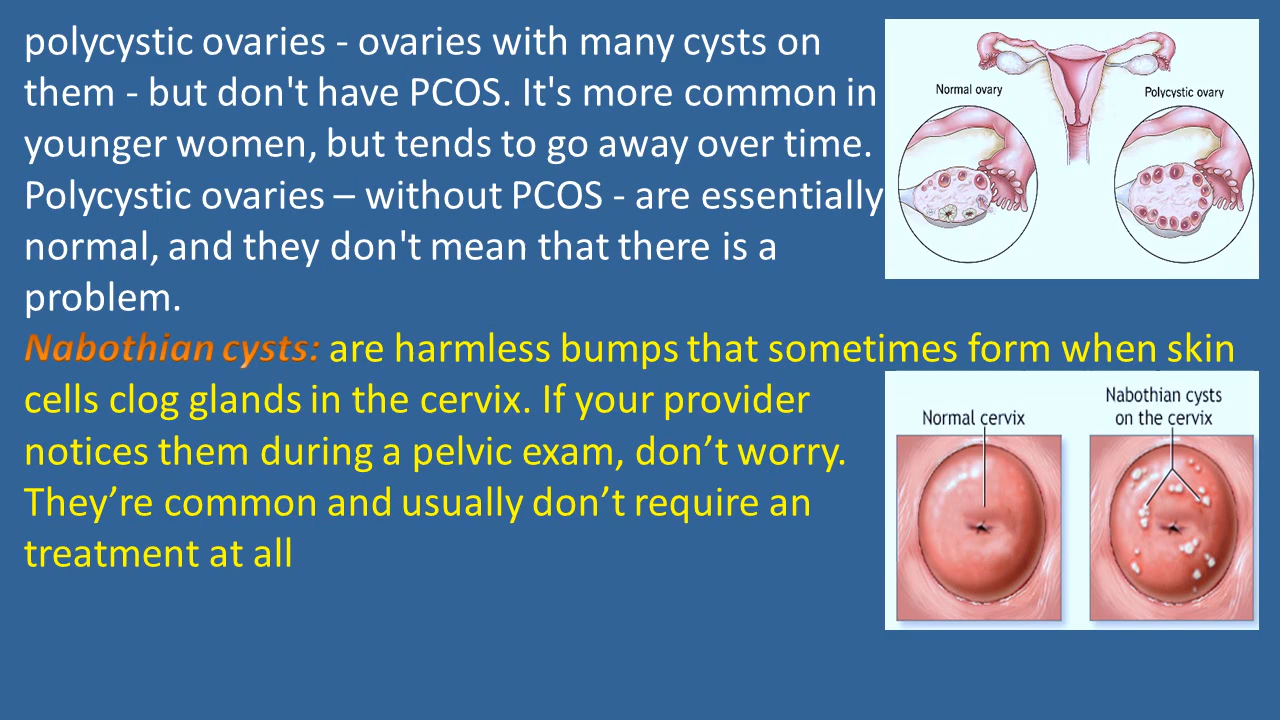 polycystic ovaries - ovaries with many cysts on
them - but don't have PCOS. It's more common in
younger women, but tends to go away over time.
Polycystic ovaries – without PCOS - are essentially
normal, and they don't mean that there is a
problem.
Nabothian cysts: are harmless bumps that sometimes form when skin
cells clog glands in the cervix. If your provider
notices them during a pelvic exam, don’t worry.
They’re common and usually don’t require an
treatment at all
Normal ovary
Polycystic ovary
Normal cervix
Nabothian cysts
on the cervix